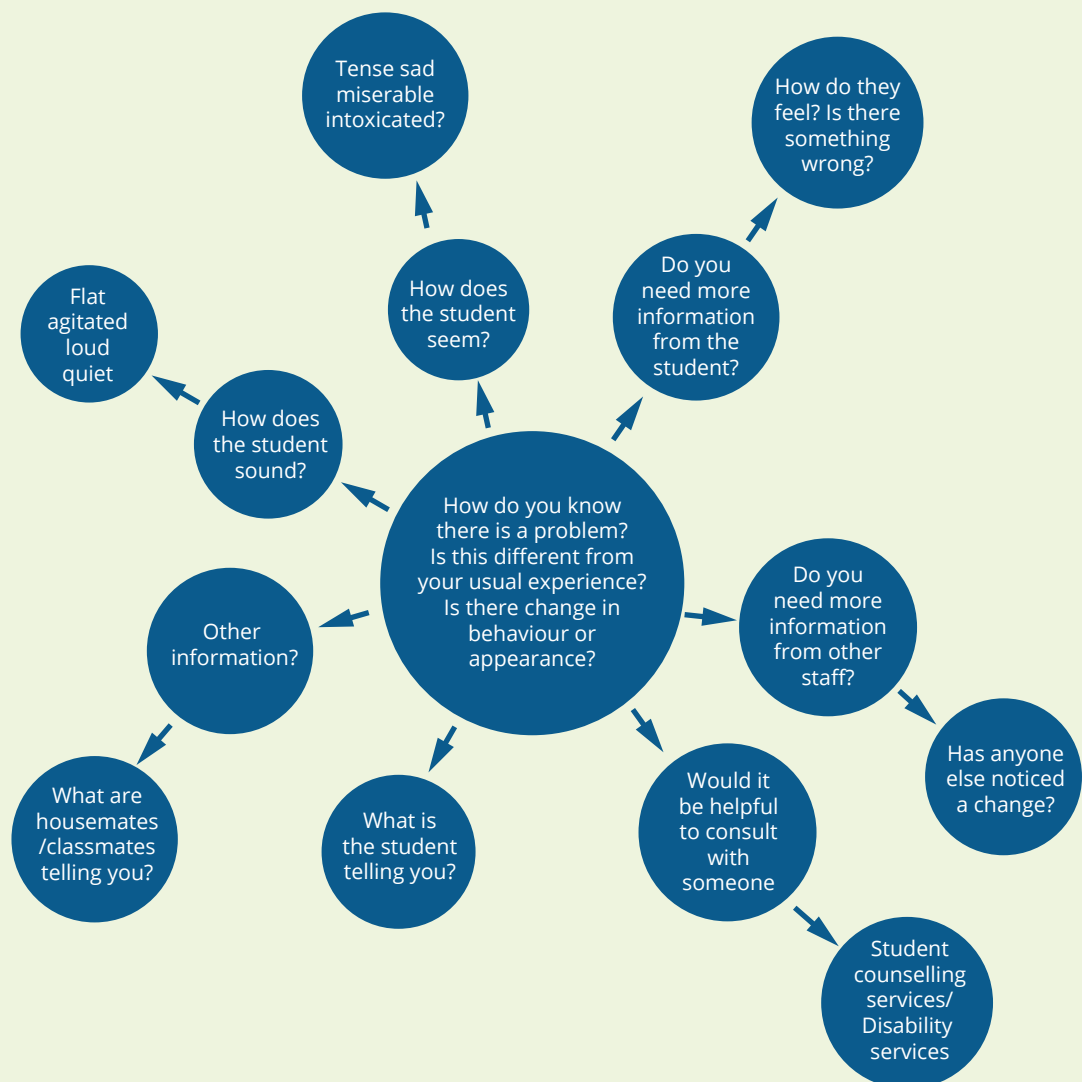 Tense sad
miserable
intoxicated?
How do they
feel? Is there
something
wrong?
How does
the student
seem?
Do you
need more
information
from the
student?
Flat
agitated
loud
quiet
How does
the student
sound?
How do you know
there is a problem?
Is this different from
your usual experience?
Is there change in
behaviour or
appearance?
Other
information?
Do you
need more
information
from other
staff?
What are
housemates
/classmates
telling you?
What is
the student
telling you?
Would it
be helpful
to consult
with
someone
Has anyone
else noticed
a change?
Student
counselling
services/
Disability
services